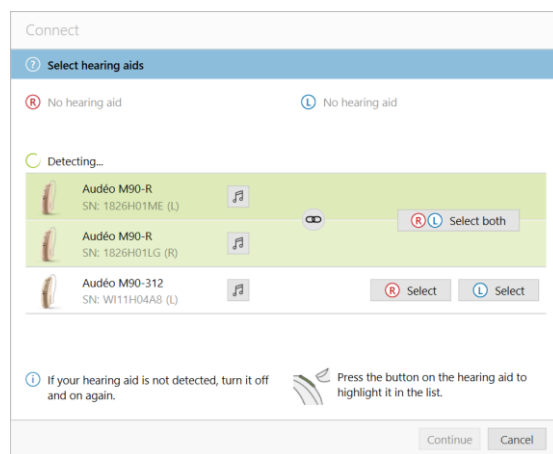 Connect
? Select hearing aids
R No hearing aid
L No hearing aid
Detecting...
Audéo M90-R
SN: 1826H01ME (L)
Audéo M90-R
SN: 1826H01LG (R)
R L Select both
Audéo M90-312
SN: WI11H04A8 (L)
R Select
L Select
i If your hearing aid is not detected, turn it off
and on again.
Press the button on the hearing aid to
highlight it in the list.
Continue
Cancel